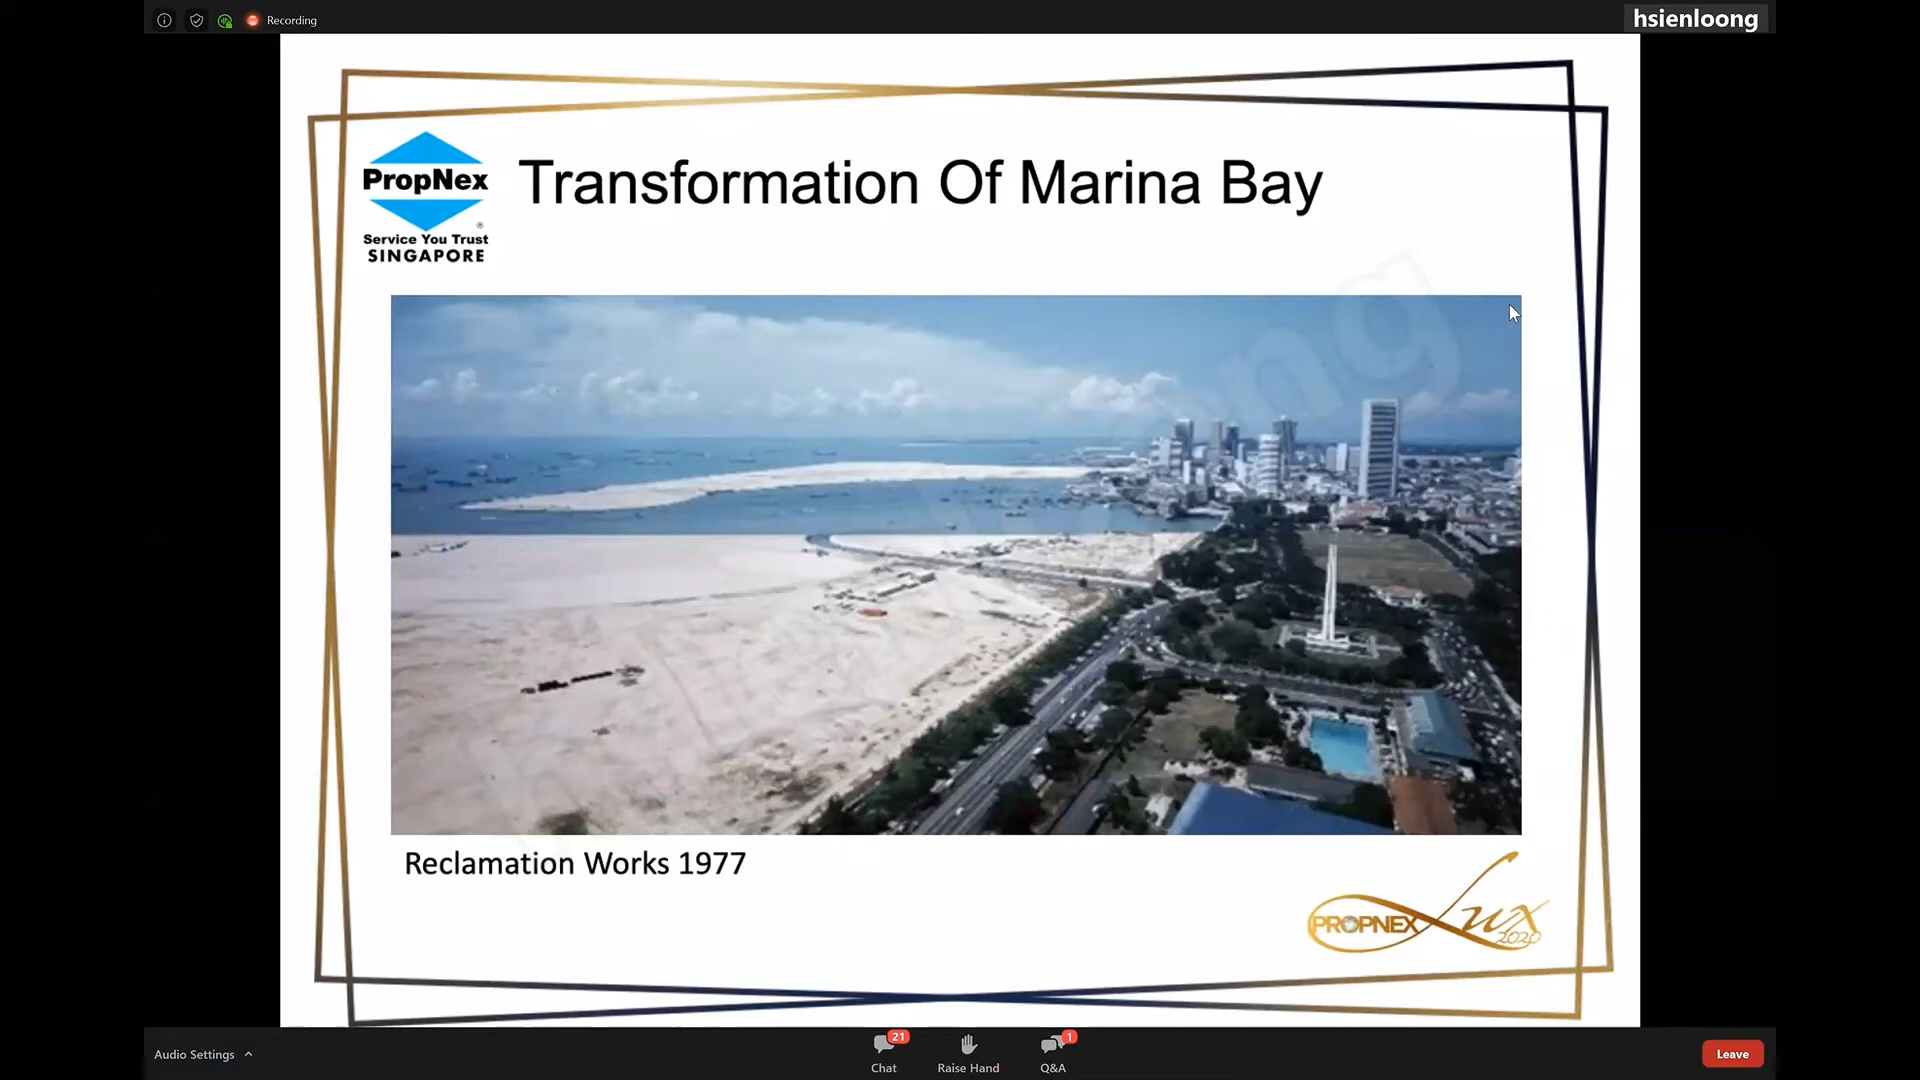 Recording
hsienloong
PropNex
Service You Trust
SINGAPORE
Transformation Of Marina Bay
Reclamation Works 1977
PROPNEX Lux
2020
Audio Settings
21
Chat
Raise Hand
1
Q&A
Leave